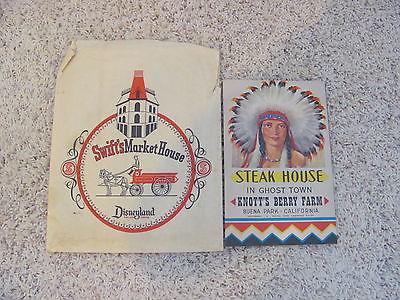 Swift's Market House
Disneyland
STEAK HOUSE
IN GHOST TOWN
KNOTT'S BERRY FARM
BUENA PARK - CALIFORNIA